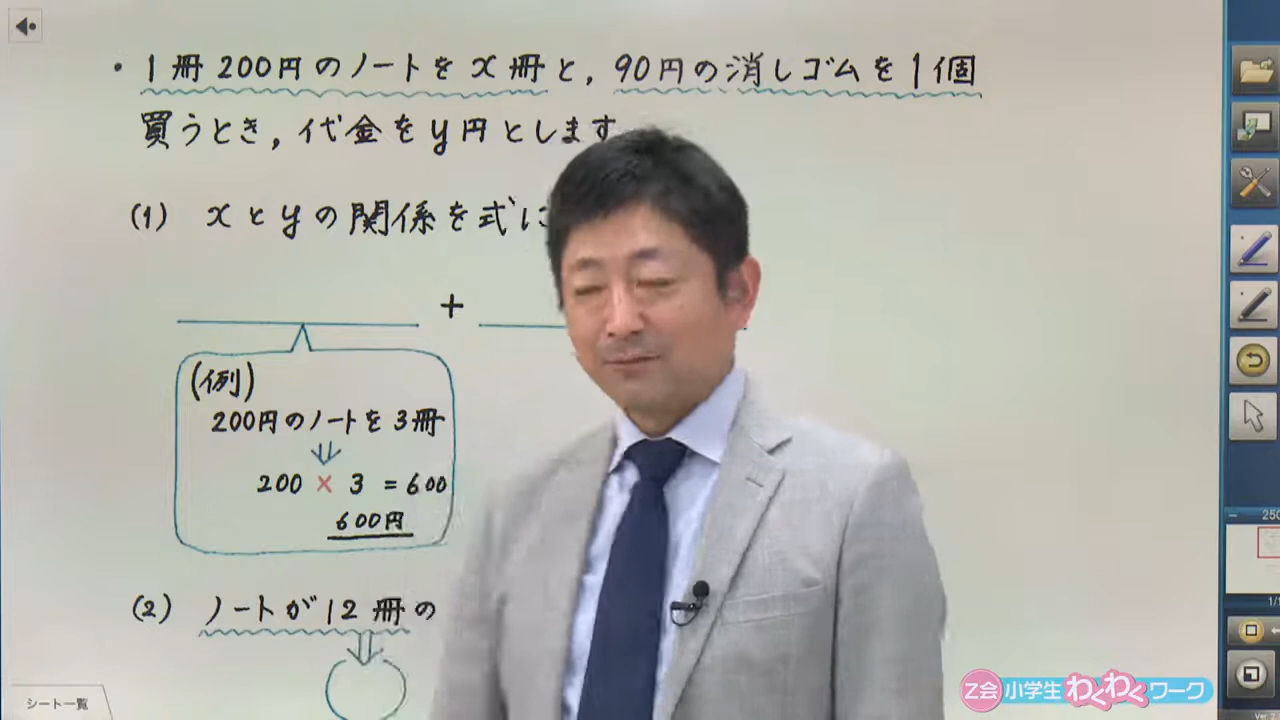 ・1冊200円のノートをx冊と,90円の消しゴムを1個
買うとき,代金をy円とします
(1) xとyの関係を式に
+
(例)
200円のノートを3冊
200 × 3 = 600
600円
(2) ノートが12冊の
シート一覧
Z会 小学生 わくわく ワーク